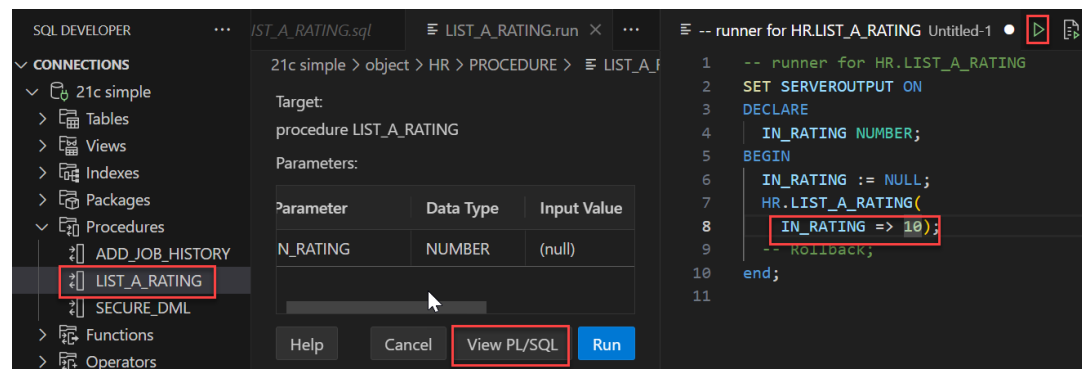 SQL DEVELOPER ···
CONNECTIONS
21c simple
Tables
Views
Indexes
Packages
Procedures
ADD_JOB_HISTORY
LIST_A_RATING
SECURE_DML
Functions
Operators
IST_A_RATING.sql LIST_A_RATING.run ···
21c simple > object > HR > PROCEDURE > LIST_A_F
Target:
procedure LIST_A_RATING
Parameters:
Parameter Data Type Input Value
N_RATING NUMBER (null)
Help Cancel View PL/SQL Run
-- runner for HR.LIST_A_RATING Untitled-1
1 -- runner for HR.LIST_A_RATING
2 SET SERVEROUTPUT ON
3 DECLARE
4 IN_RATING NUMBER;
5 BEGIN
6 IN_RATING := NULL;
7 HR.LIST_A_RATING(
8 IN_RATING => 10);
9 -- Rollback;
10 end;
11